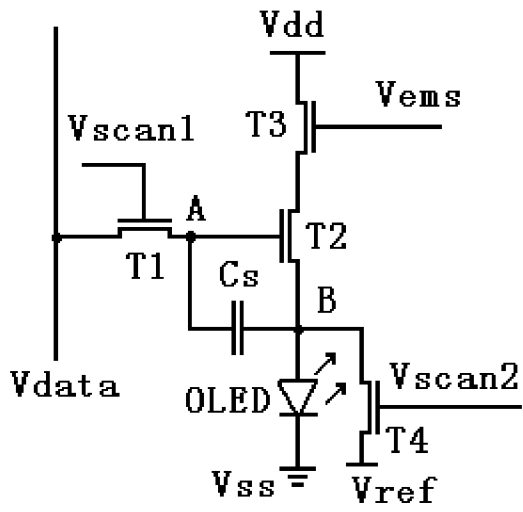 Vdd
Vems
T3
Vscan1
A
T2
T1
Cs
B
Vdata
OLED
Vscan2
T4
Vss
Vref